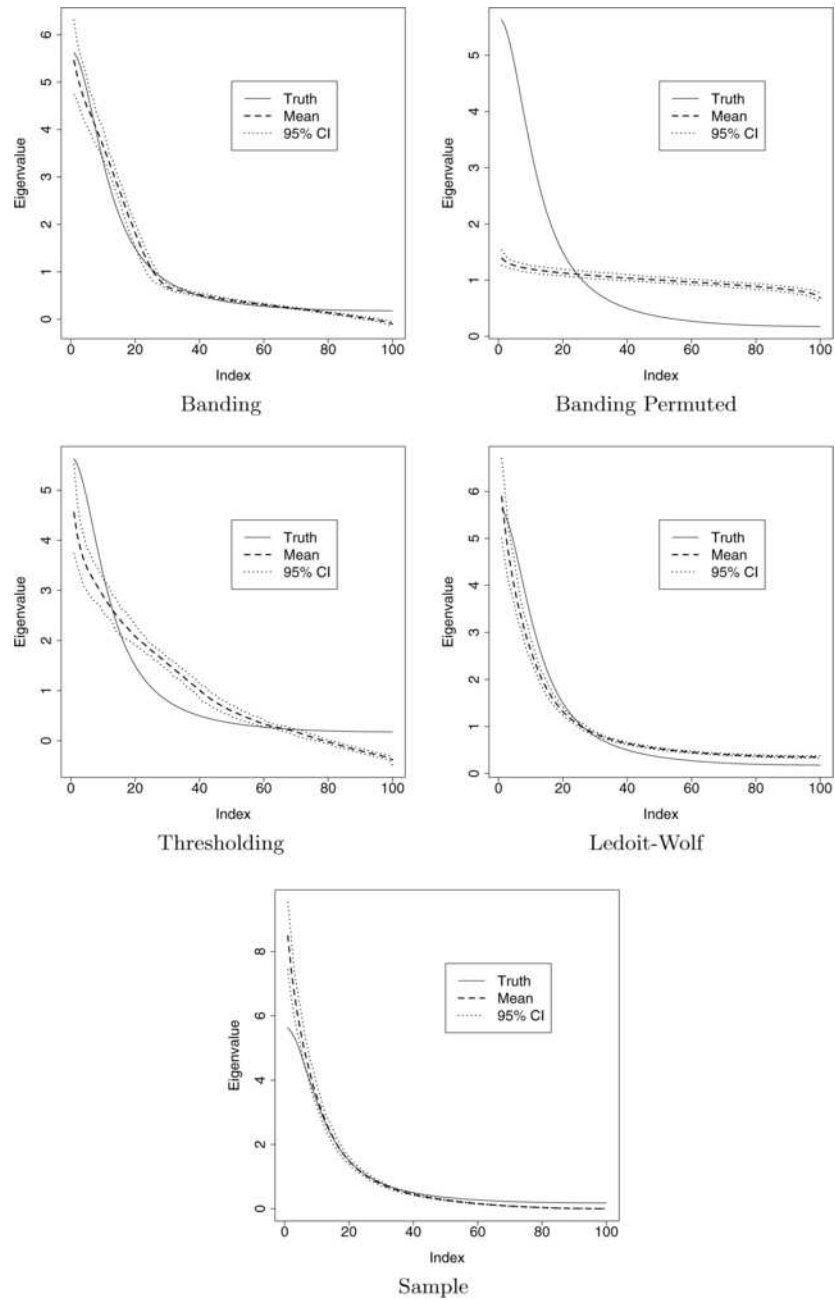 Eigenvalue
0 1 2 3 4 5 6
Truth
Mean
95% CI
0 20 40 60 80 100
Index
Banding
Eigenvalue
0 1 2 3 4 5
Truth
Mean
95% CI
0 20 40 60 80 100
Index
Banding Permuted
Eigenvalue
0 1 2 3 4 5
Truth
Mean
95% CI
0 20 40 60 80 100
Index
Thresholding
Eigenvalue
0 1 2 3 4 5 6
Truth
Mean
95% CI
0 20 40 60 80 100
Index
Ledoit-Wolf
Eigenvalue
0 2 4 6 8
Truth
Mean
95% CI
0 20 40 60 80 100
Index
Sample